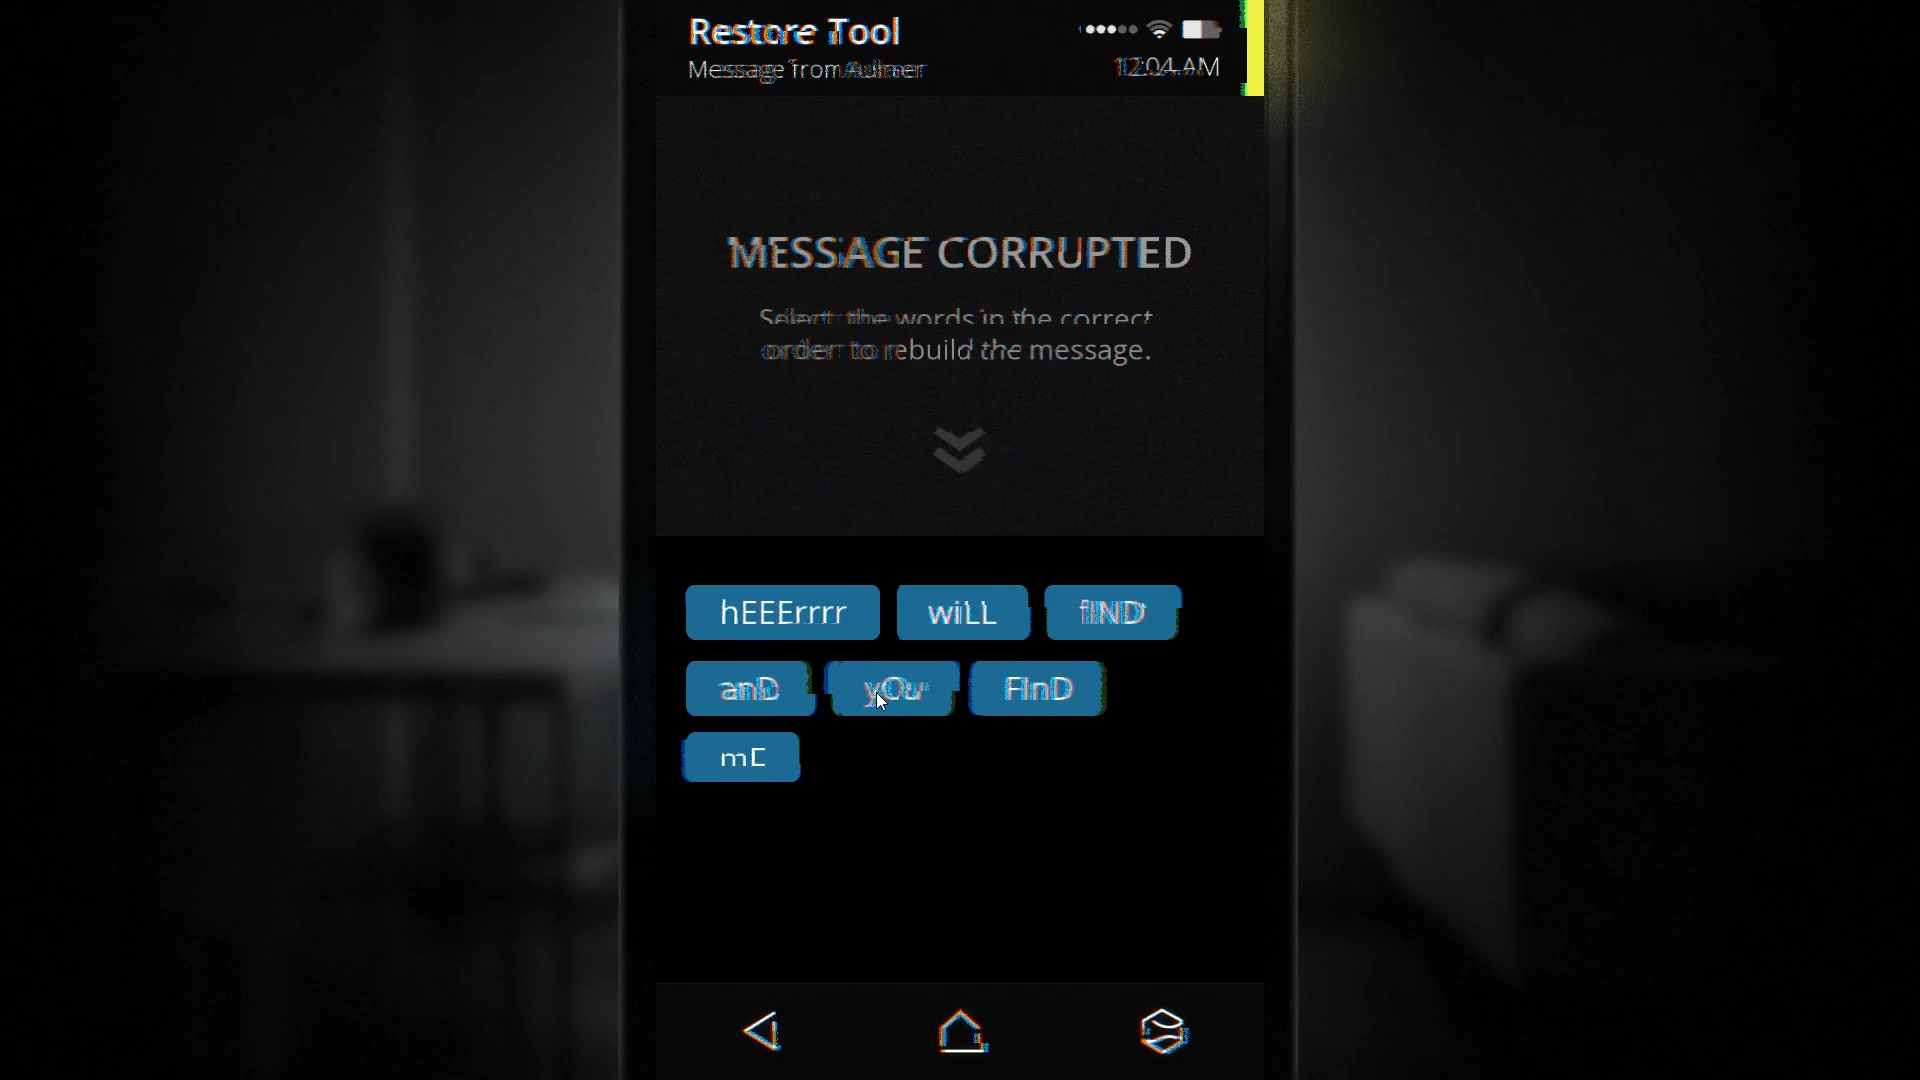 Restore Tool
Message from Ashmer
12:04 AM
MESSAGE CORRUPTED
Select the words in the correct
order to rebuild the message.
hEEErrrr wiLL fIND
anD yOu FInD
mE